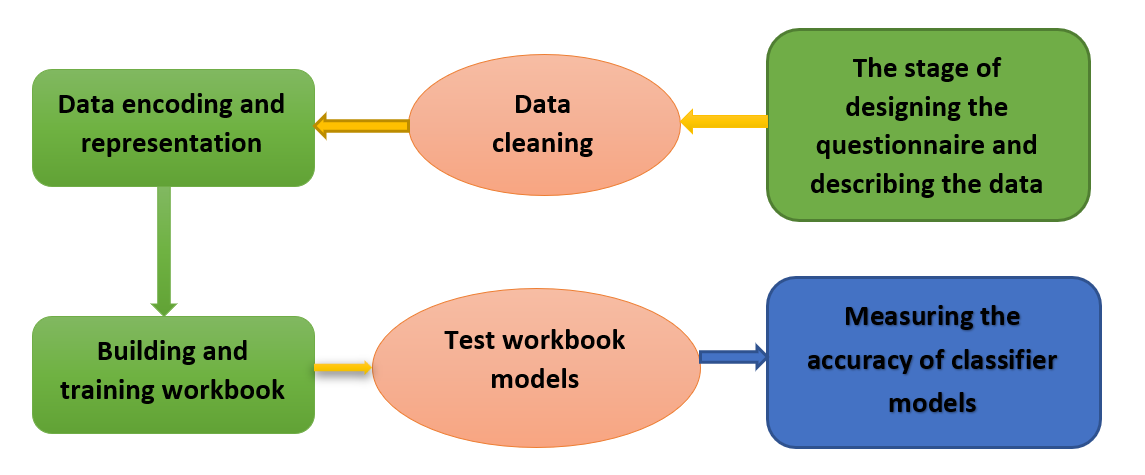 Data encoding and
representation
Data
cleaning
The stage of
designing the
questionnaire and
describing the data
Building and
training workbook
Test workbook
models
Measuring the
accuracy of classifier
models